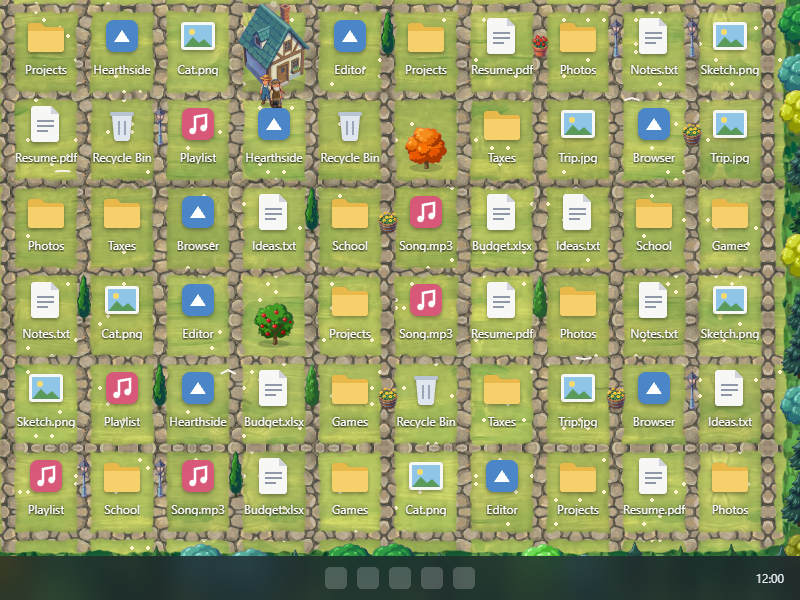 Projects Hearthside Cat.png Editor Projects Resume.pdf Photos Notes.txt Sketch.png
Resume.pdf Recycle Bin Playlist Hearthside Recycle Bin Taxes Trip.jpg Browser Trip.jpg
Photos Taxes Browser Ideas.txt School Song.mp3 Budget.xlsx Ideas.txt School Games
Notes.txt Cat.png Editor Projects Song.mp3 Resume.pdf Photos Notes.txt Sketch.png
Sketch.png Playlist Hearthside Budget.xlsx Games Recycle Bin Taxes Trip.jpg Browser Ideas.txt
Playlist School Song.mp3 Budget.xlsx Games Cat.png Editor Projects Resume.pdf Photos
12:00